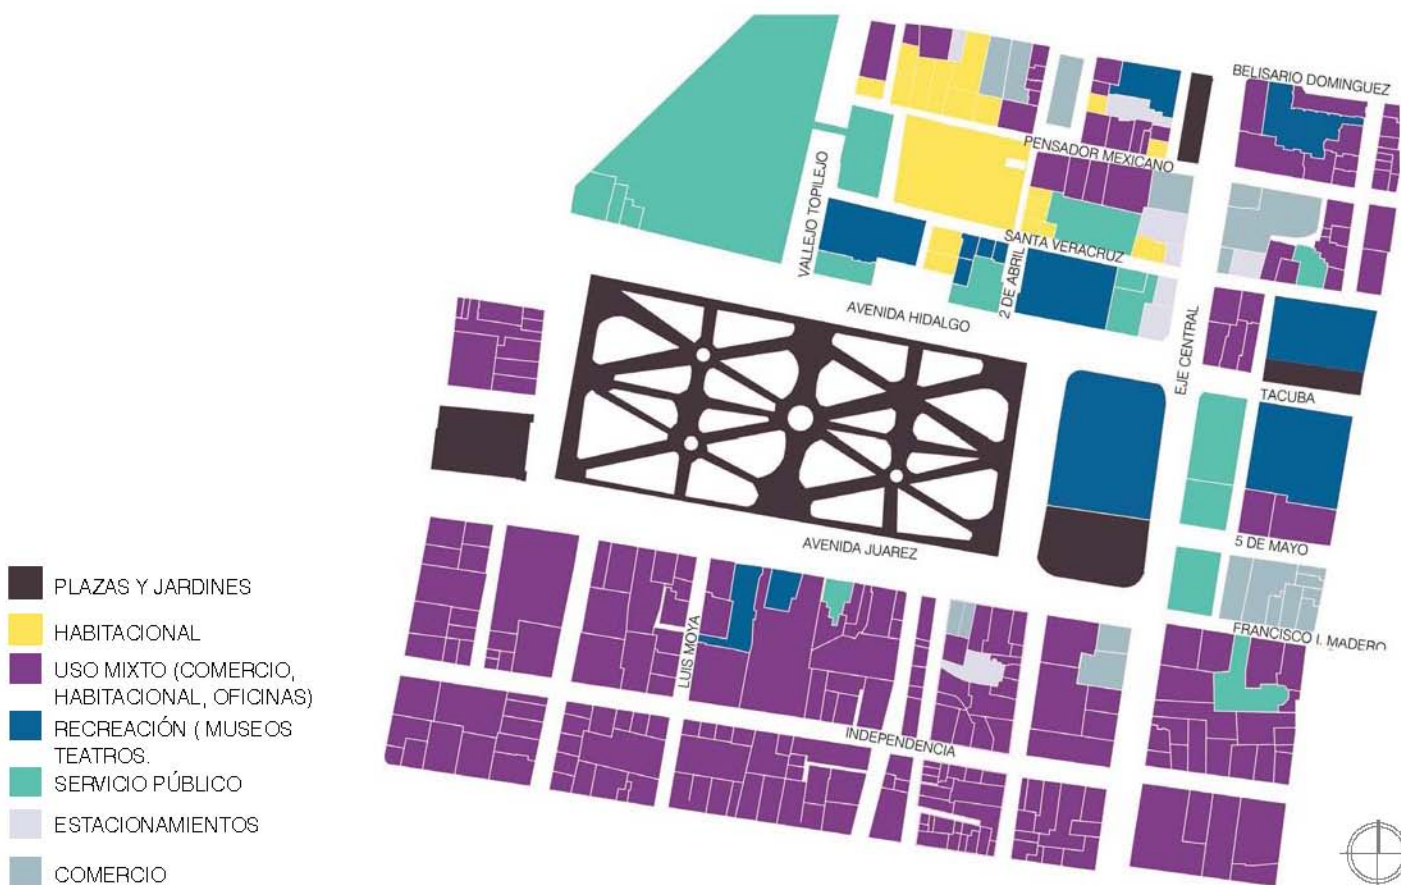 BELISARIO DOMINGUEZ
PENSADOR MEXICANO
VALLEJO TOPILEJO
SANTA VERACRUZ
2 DE ABRIL
AVENIDA HIDALGO
EJE CENTRAL
TACUBA
AVENIDA JUAREZ
5 DE MAYO
FRANCISCO I. MADERO
LUIS MOYA
INDEPENDENCIA
PLAZAS Y JARDINES
HABITACIONAL
USO MIXTO (COMERCIO,
HABITACIONAL, OFICINAS)
RECREACIÓN ( MUSEOS
TEATROS.
SERVICIO PÚBLICO
ESTACIONAMIENTOS
COMERCIO